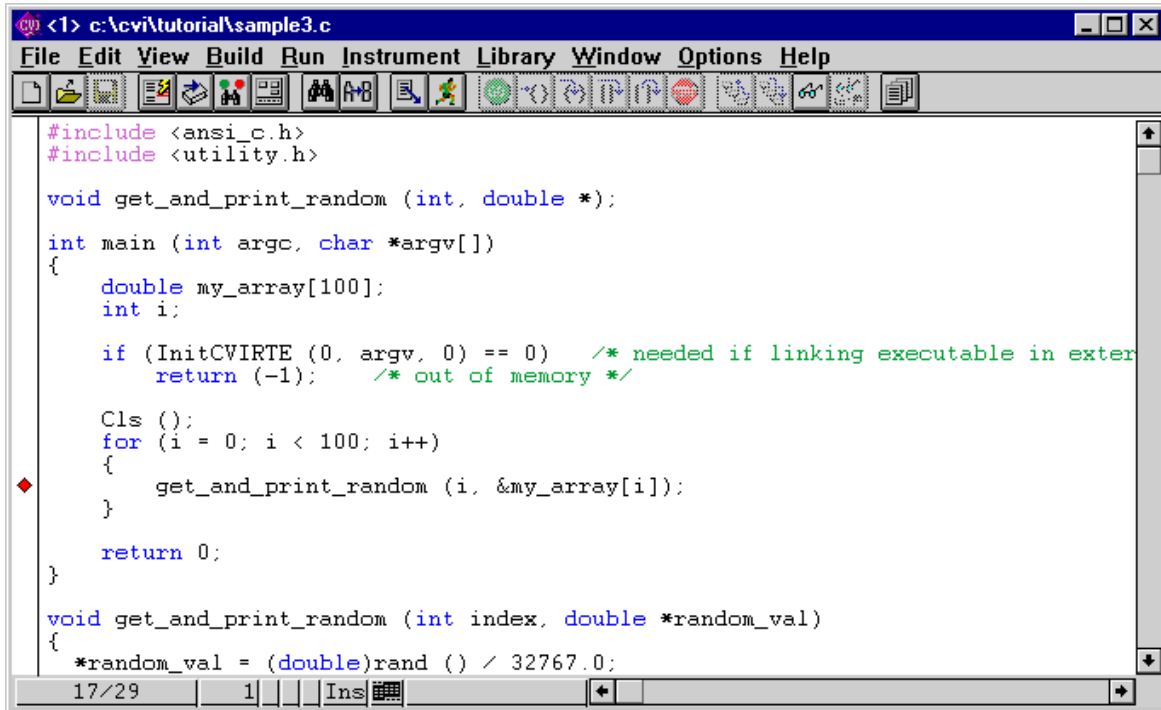 <1> c:\cvi\tutorial\sample3.c
File Edit View Build Run Instrument Library Window Options Help
#include <ansi_c.h>
#include <utility.h>
void get_and_print_random (int, double *);
int main (int argc, char *argv[])
{
double my_array[100];
int i;
if (InitCVIRTE (0, argv, 0) == 0) /* needed if linking executable in exter
return (-1); /* out of memory */
Cls ();
for (i = 0; i < 100; i++)
{
get_and_print_random (i, &my_array[i]);
}
return 0;
}
void get_and_print_random (int index, double *random_val)
{
*random_val = (double)rand () / 32767.0;
17/29 1 Ins